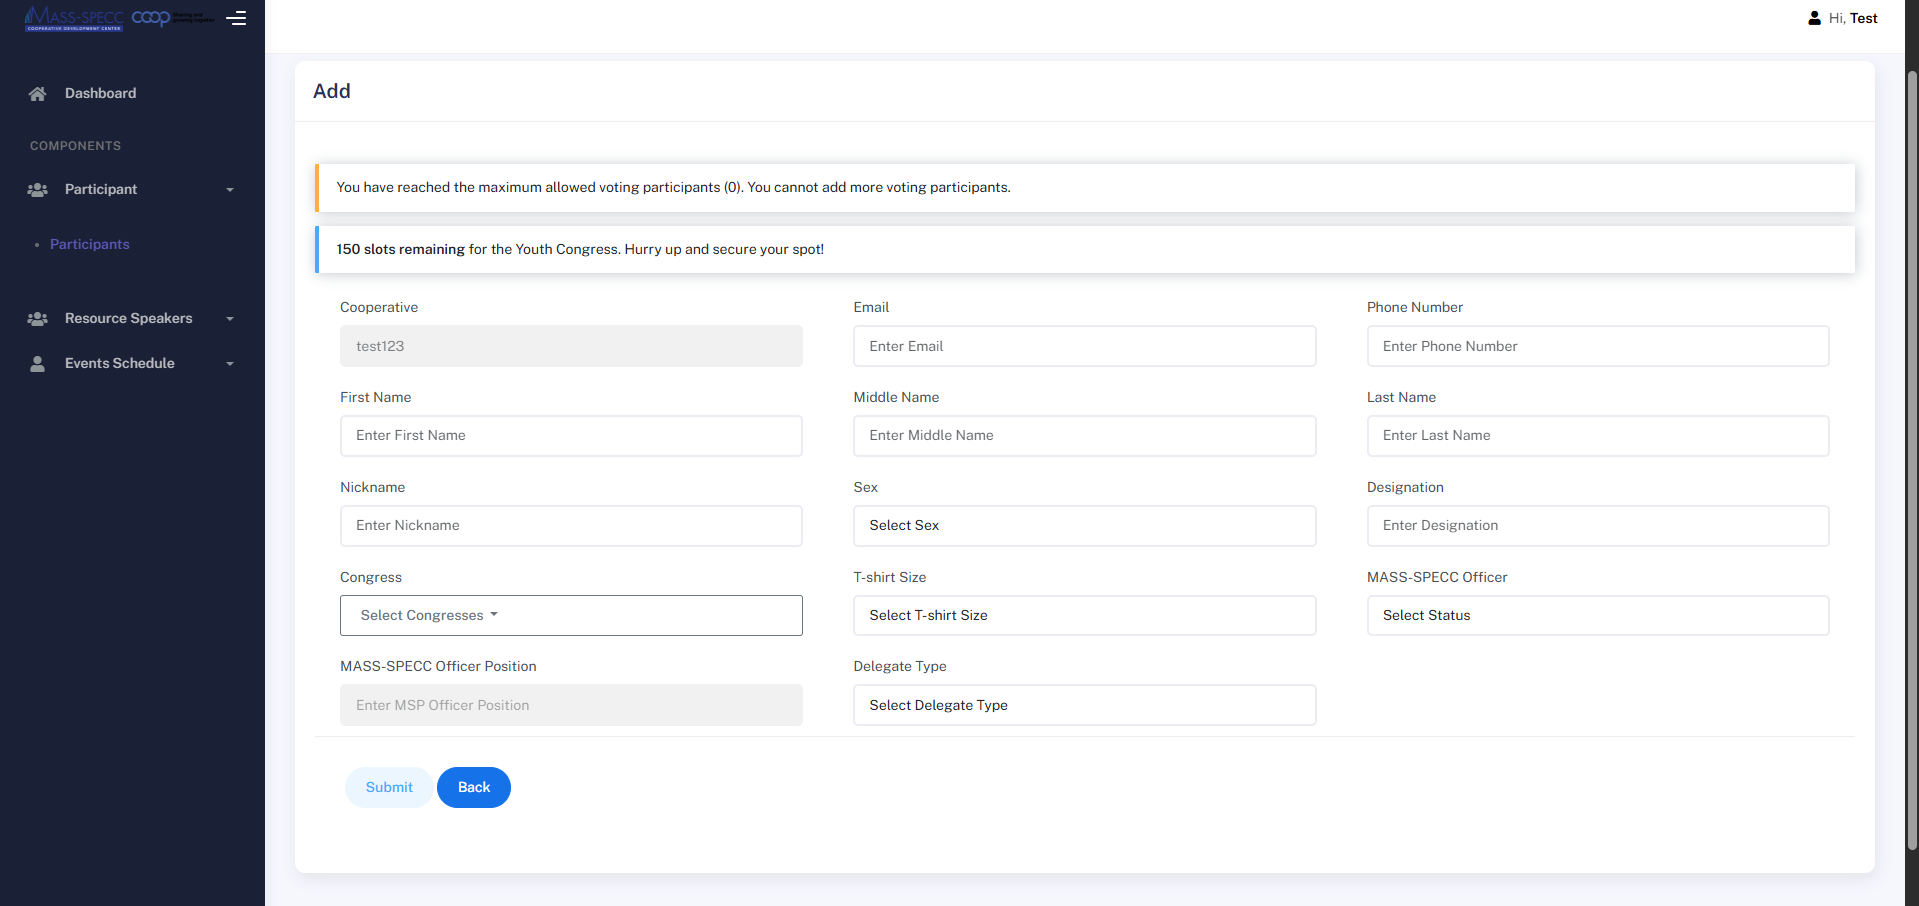 MASS-SPECC
COOPERATIVE DEVELOPMENT CENTER
COOP
Hi, Test
Dashboard
COMPONENTS
Participant
Participants
Resource Speakers
Events Schedule
Add
You have reached the maximum allowed voting participants (0). You cannot add more voting participants.
150 slots remaining for the Youth Congress. Hurry up and secure your spot!
Cooperative
Email
Phone Number
test123
Enter Email
Enter Phone Number
First Name
Middle Name
Last Name
Enter First Name
Enter Middle Name
Enter Last Name
Nickname
Sex
Designation
Enter Nickname
Select Sex
Enter Designation
Congress
T-shirt Size
MASS-SPECC Officer
Select Congresses
Select T-shirt Size
Select Status
MASS-SPECC Officer Position
Delegate Type
Enter MSP Officer Position
Select Delegate Type
Submit
Back